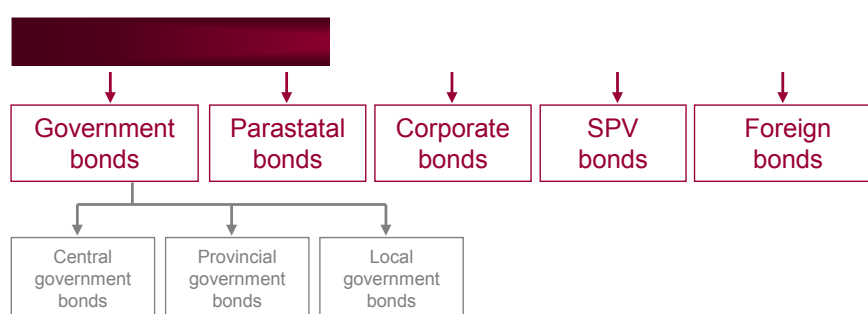 Government
bonds
Parastatal
bonds
Corporate
bonds
SPV
bonds
Foreign
bonds
Central
government
bonds
Provincial
government
bonds
Local
government
bonds